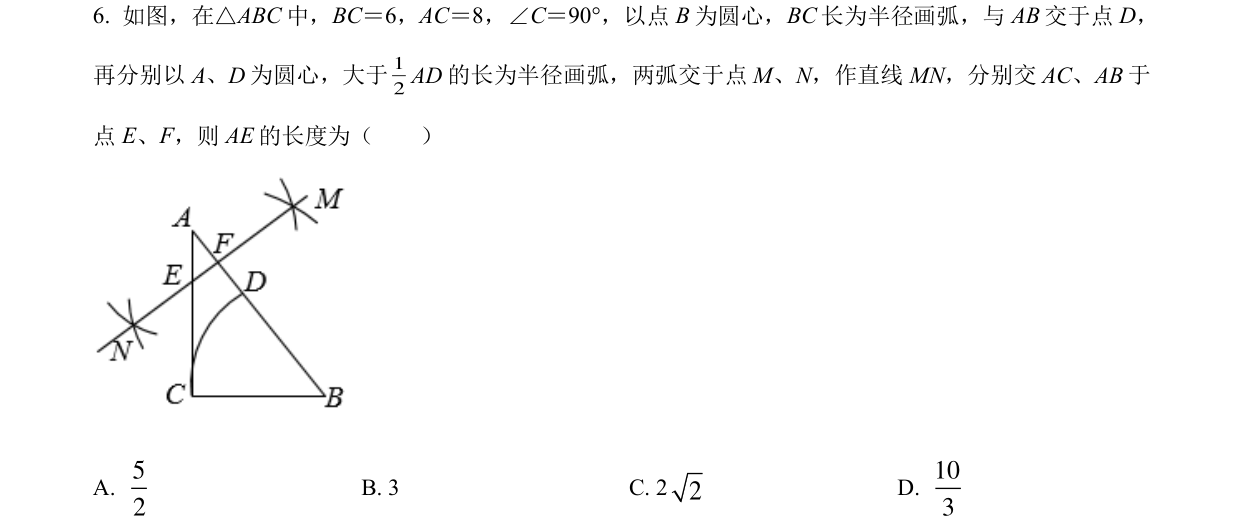 6. 如图，在△ABC中，BC＝6，AC＝8，∠C＝90°，以点B为圆心，BC长为半径画弧，与AB交于点D，
再分别以A、D为圆心，大于\frac{1}{2}AD的长为半径画弧，两弧交于点M、N，作直线MN，分别交AC、AB于
点E、F，则AE的长度为（　　）
M
A
F
E
D
N
C
B
A. \frac{5}{2} B. 3 C. 2\sqrt{2} D. \frac{10}{3}